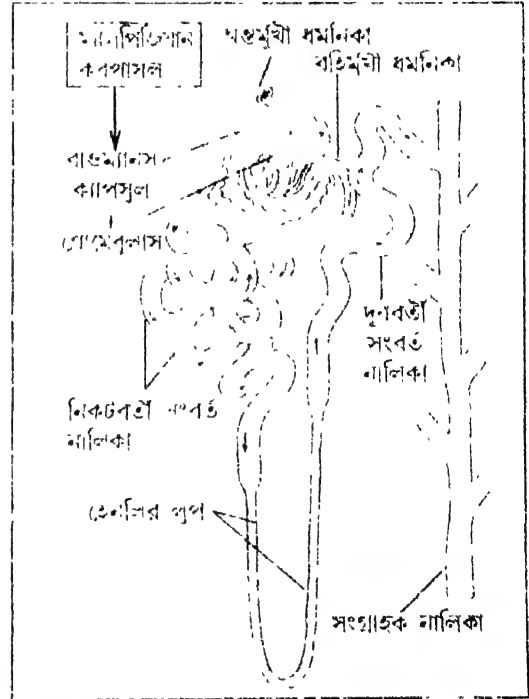 ম্যালপিজিয়ান
করপাসল
অন্তর্মুখী ধমনিকা
বহির্মুখী ধমনিকা
বাওম্যানস
ক্যাপসুল
গ্লোমেরুলাস
দূরবর্তী
সংবর্ত
নালিকা
নিকটবর্তী সংবর্ত
নালিকা
হেনলির লুপ
সংগ্রাহক নালিকা